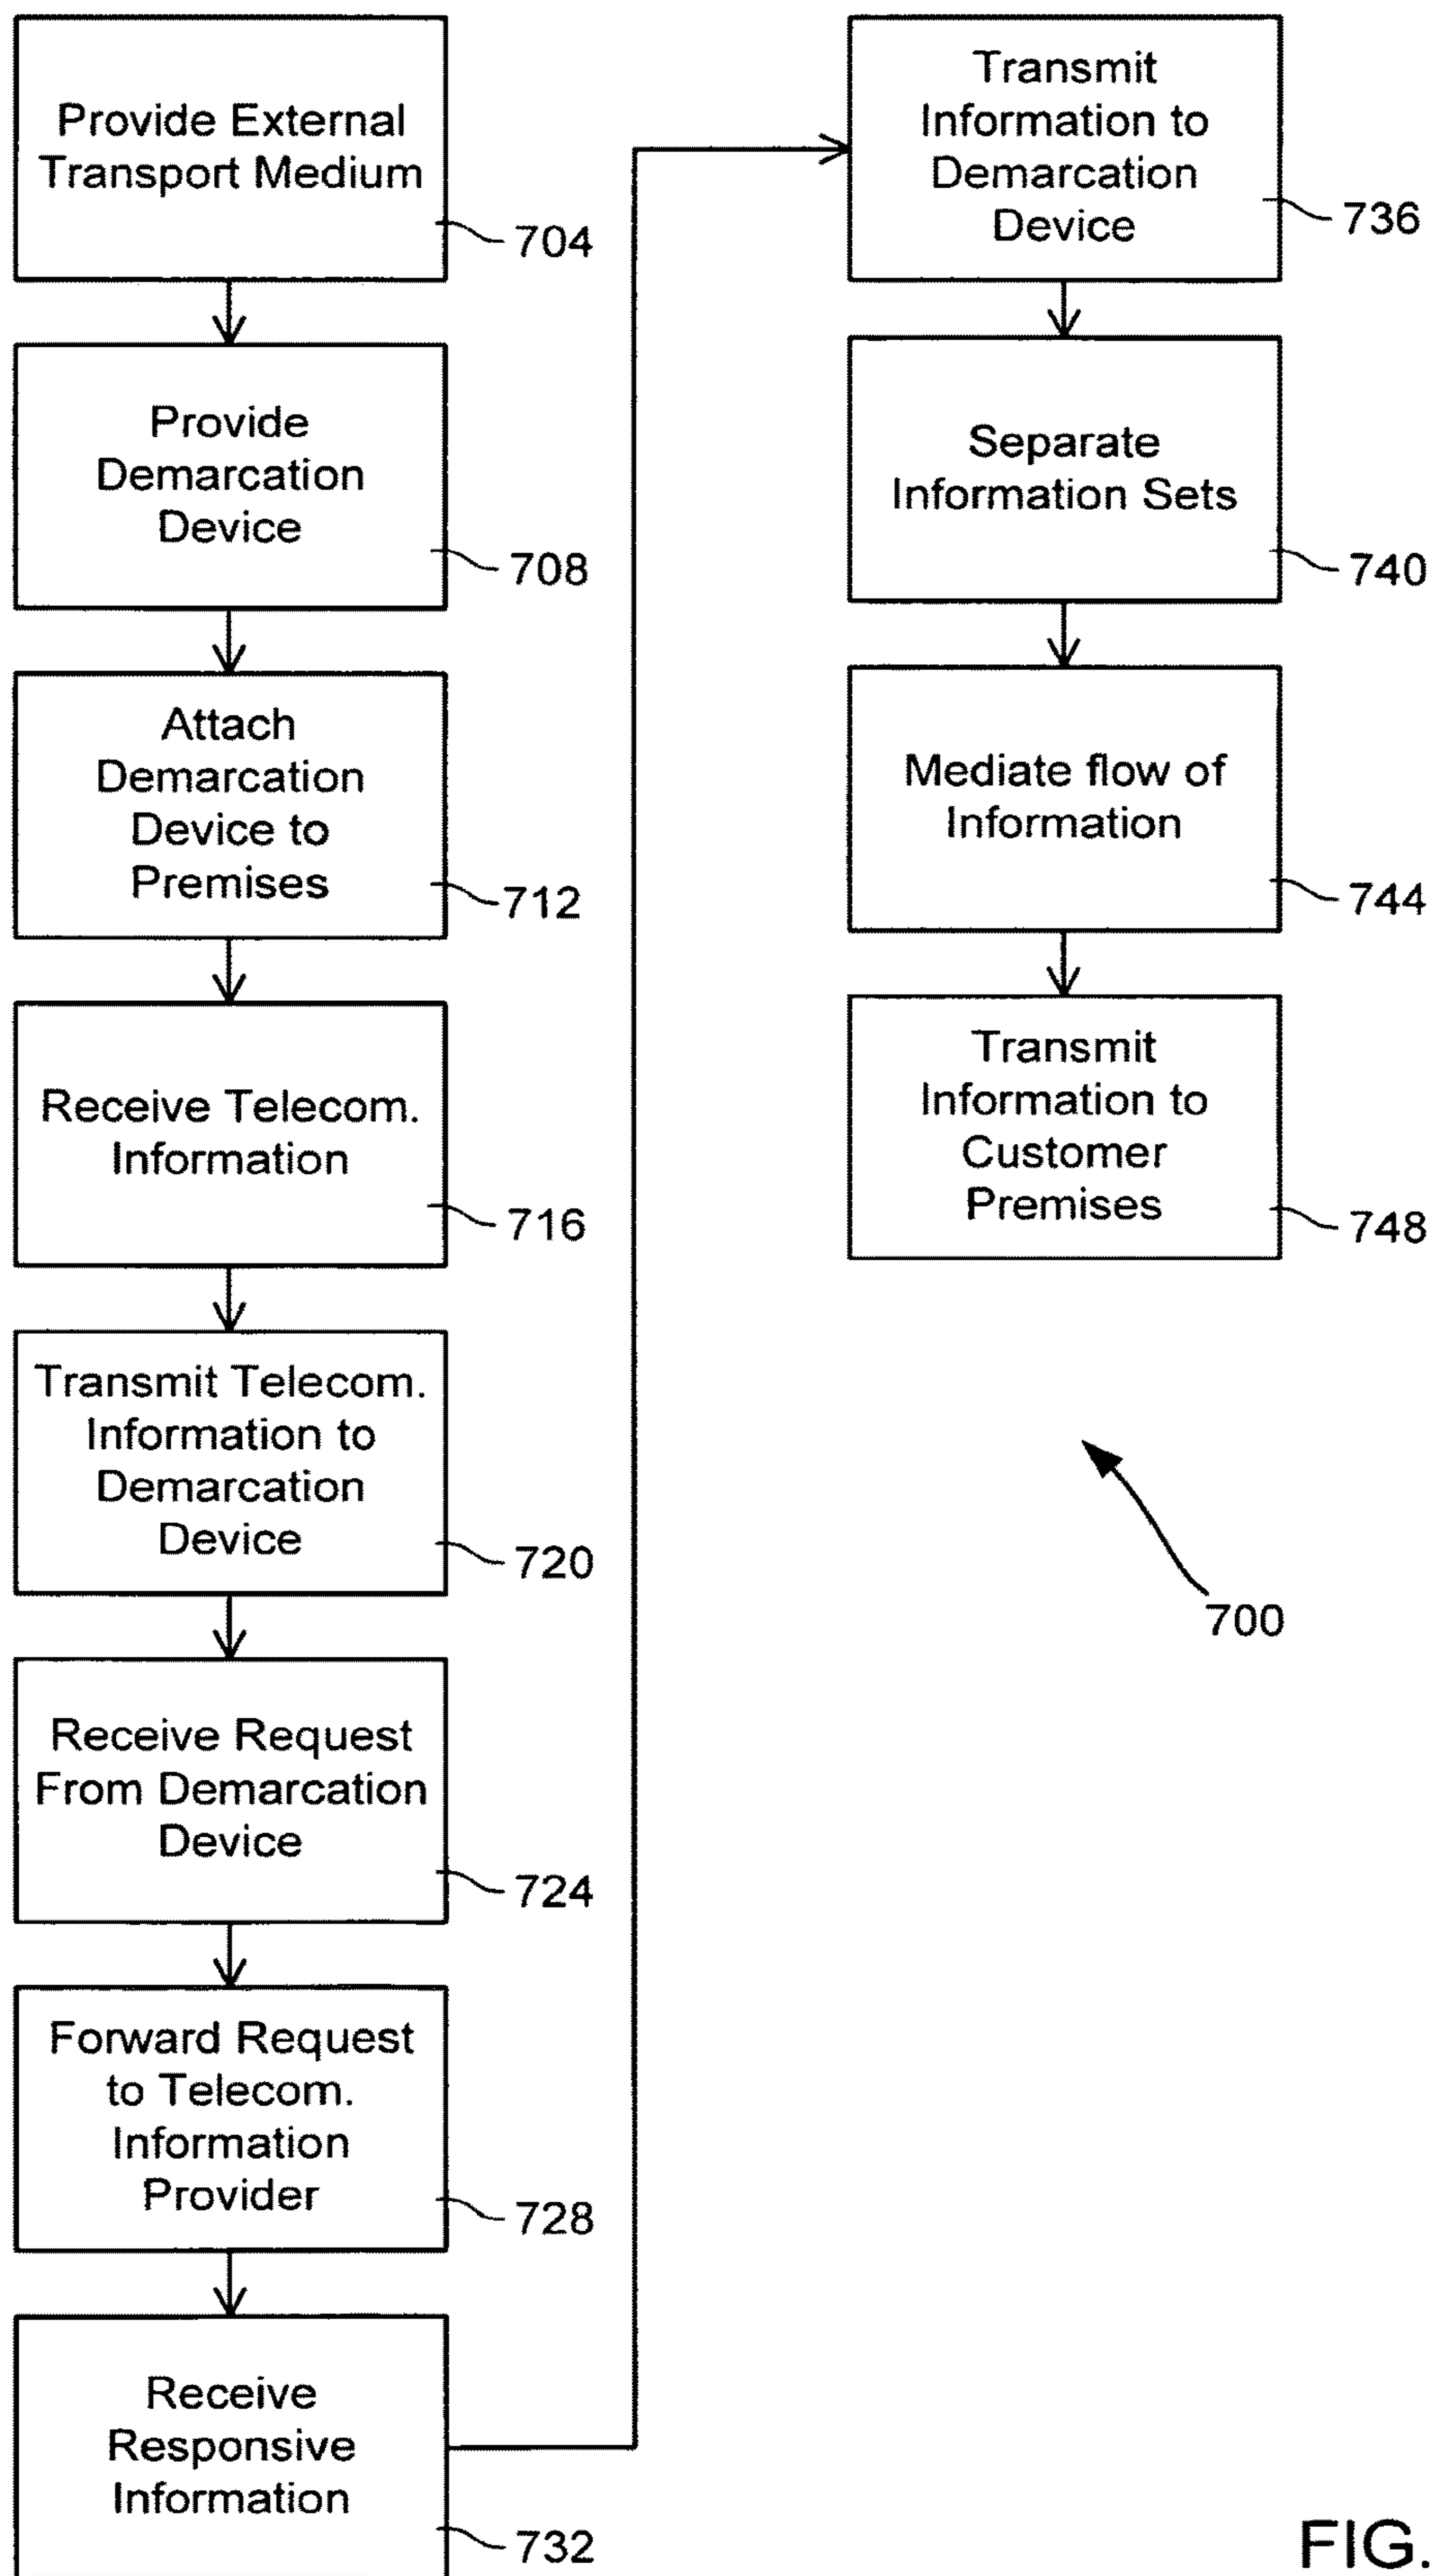 Provide External
Transport Medium
704
Provide
Demarcation
Device
708
Attach
Demarcation
Device to
Premises
712
Receive Telecom.
Information
716
Transmit Telecom.
Information to
Demarcation
Device
720
Receive Request
From Demarcation
Device
724
Forward Request
to Telecom.
Information
Provider
728
Receive
Responsive
Information
732
Transmit
Information to
Demarcation
Device
736
Separate
Information Sets
740
Mediate flow of
Information
744
Transmit
Information to
Customer
Premises
748
700
FIG.